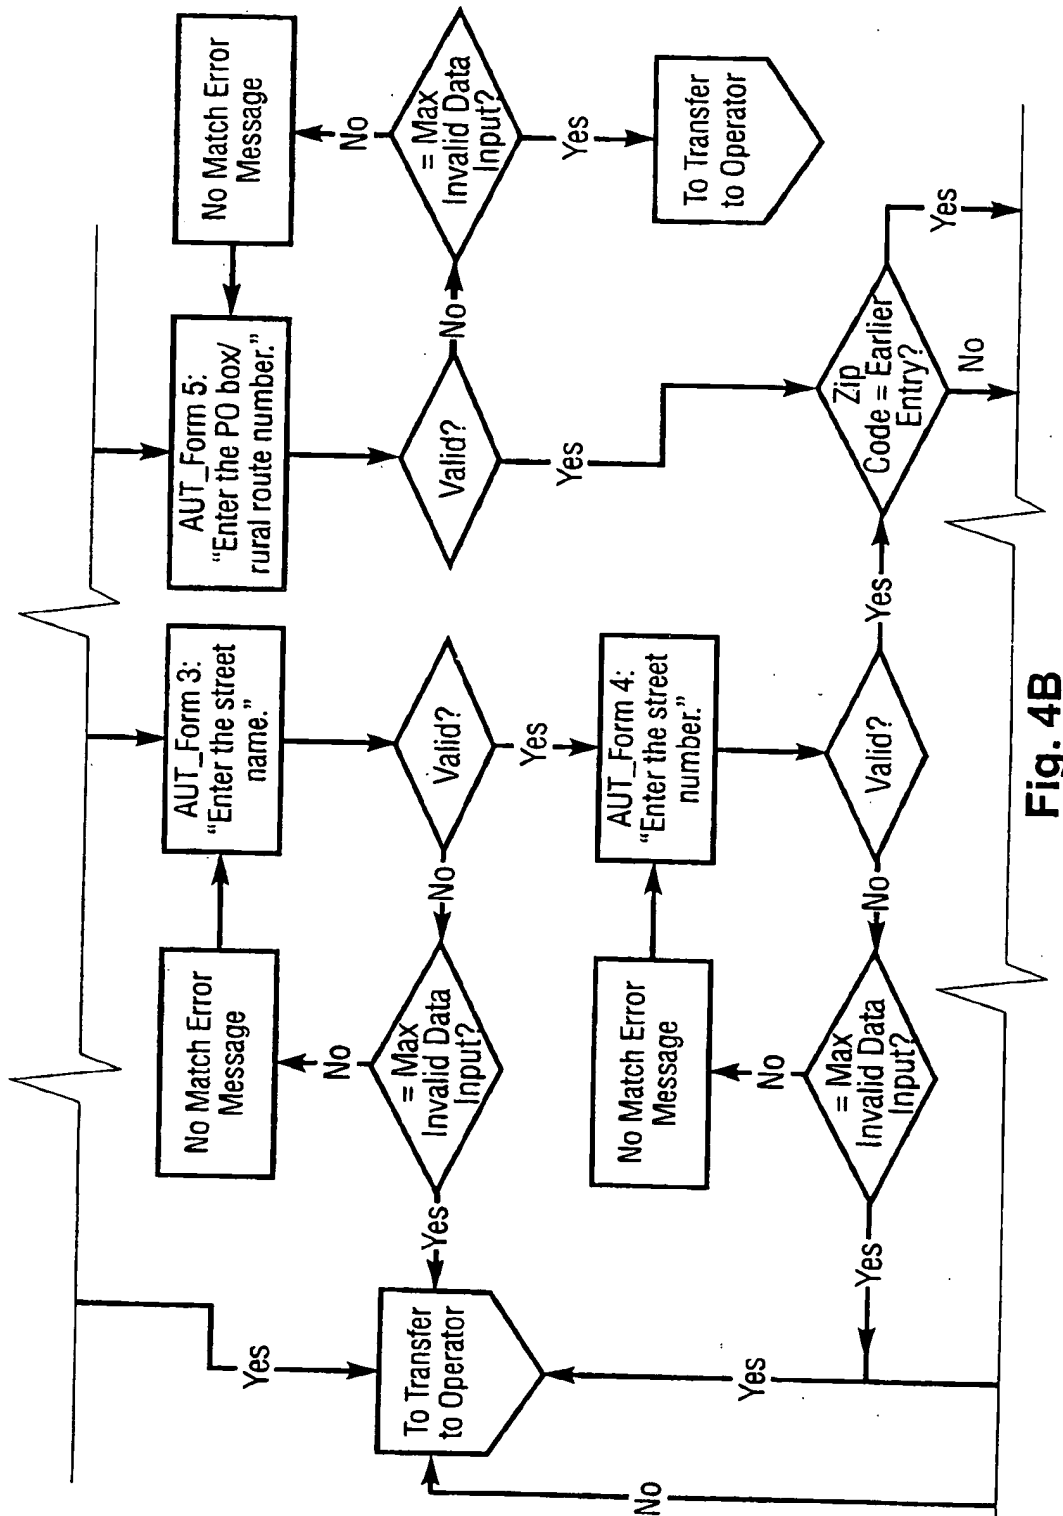 Yes
To Transfer
to Operator
No Match Error
Message
AUT_Form 3:
"Enter the street
name."
Valid?
No
= Max
Invalid Data
Input?
No
Yes
Yes
No Match Error
Message
AUT_Form 4:
"Enter the street
number."
Valid?
No
= Max
Invalid Data
Input?
No
Yes
Yes
No
Yes
AUT_Form 5:
"Enter the PO box/
rural route number."
No Match Error
Message
Valid?
No
= Max
Invalid Data
Input?
No
Yes
To Transfer
to Operator
Yes
Zip
Code = Earlier
Entry?
Yes
No
Fig. 4B